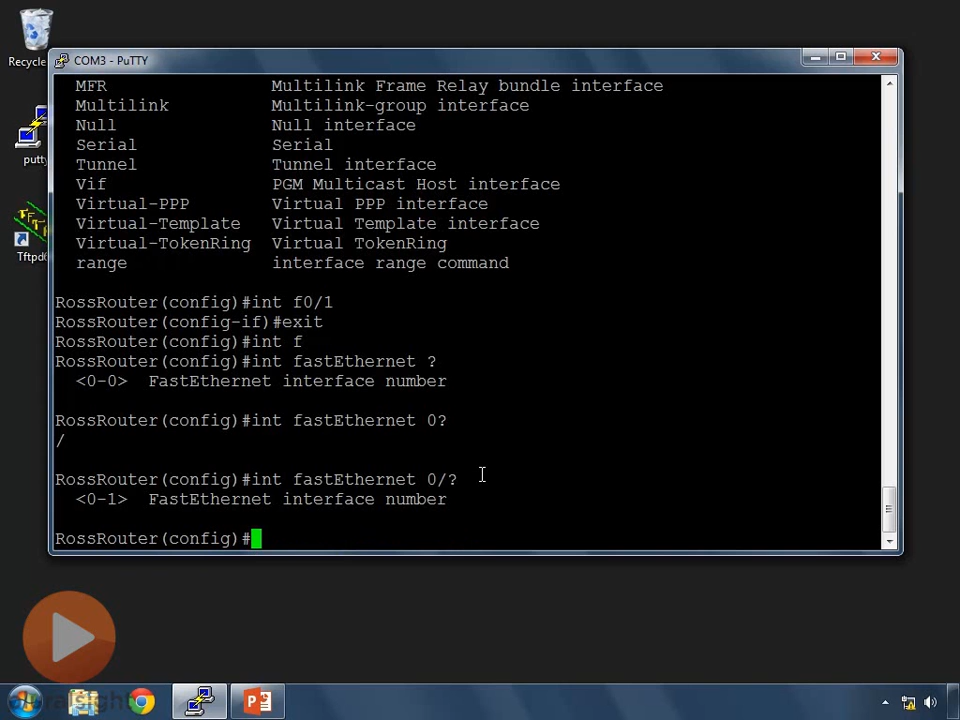 Recycle
COM3 - PuTTY
MFR Multilink Frame Relay bundle interface
Multilink Multilink-group interface
Null Null interface
Serial Serial
putty
Tunnel Tunnel interface
Vif PGM Multicast Host interface
Virtual-PPP Virtual PPP interface
Virtual-Template Virtual Template interface
Virtual-TokenRing Virtual TokenRing
Tftpd6
range interface range command
RossRouter(config)#int f0/1
RossRouter(config-if)#exit
RossRouter(config)#int f
RossRouter(config)#int fastEthernet ?
<0-0> FastEthernet interface number
RossRouter(config)#int fastEthernet 0?
/
RossRouter(config)#int fastEthernet 0/?
<0-1> FastEthernet interface number
RossRouter(config)#
pluralsight